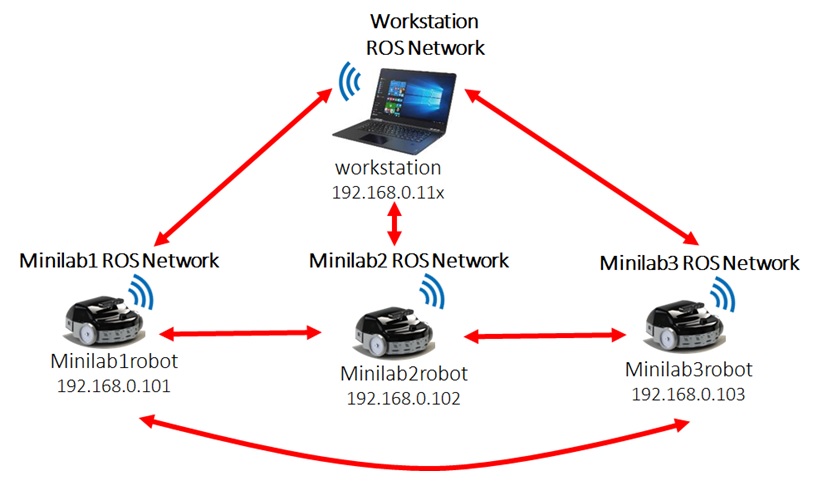 Workstation
ROS Network
workstation
192.168.0.11x
Minilab1 ROS Network
Minilab2 ROS Network
Minilab3 ROS Network
Minilab1robot
192.168.0.101
Minilab2robot
192.168.0.102
Minilab3robot
192.168.0.103